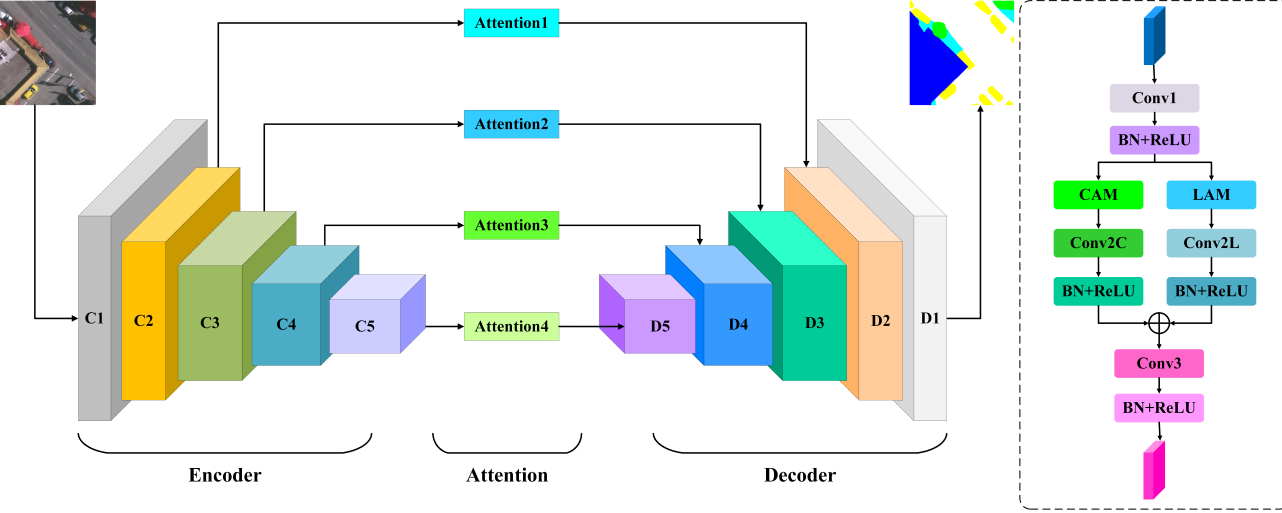 Attention1
Attention2
Attention3
Attention4
C1
C2
C3
C4
C5
D5
D4
D3
D2
D1
Encoder
Attention
Decoder
Conv1
BN+ReLU
CAM
LAM
Conv2C
Conv2L
BN+ReLU
BN+ReLU
Conv3
BN+ReLU